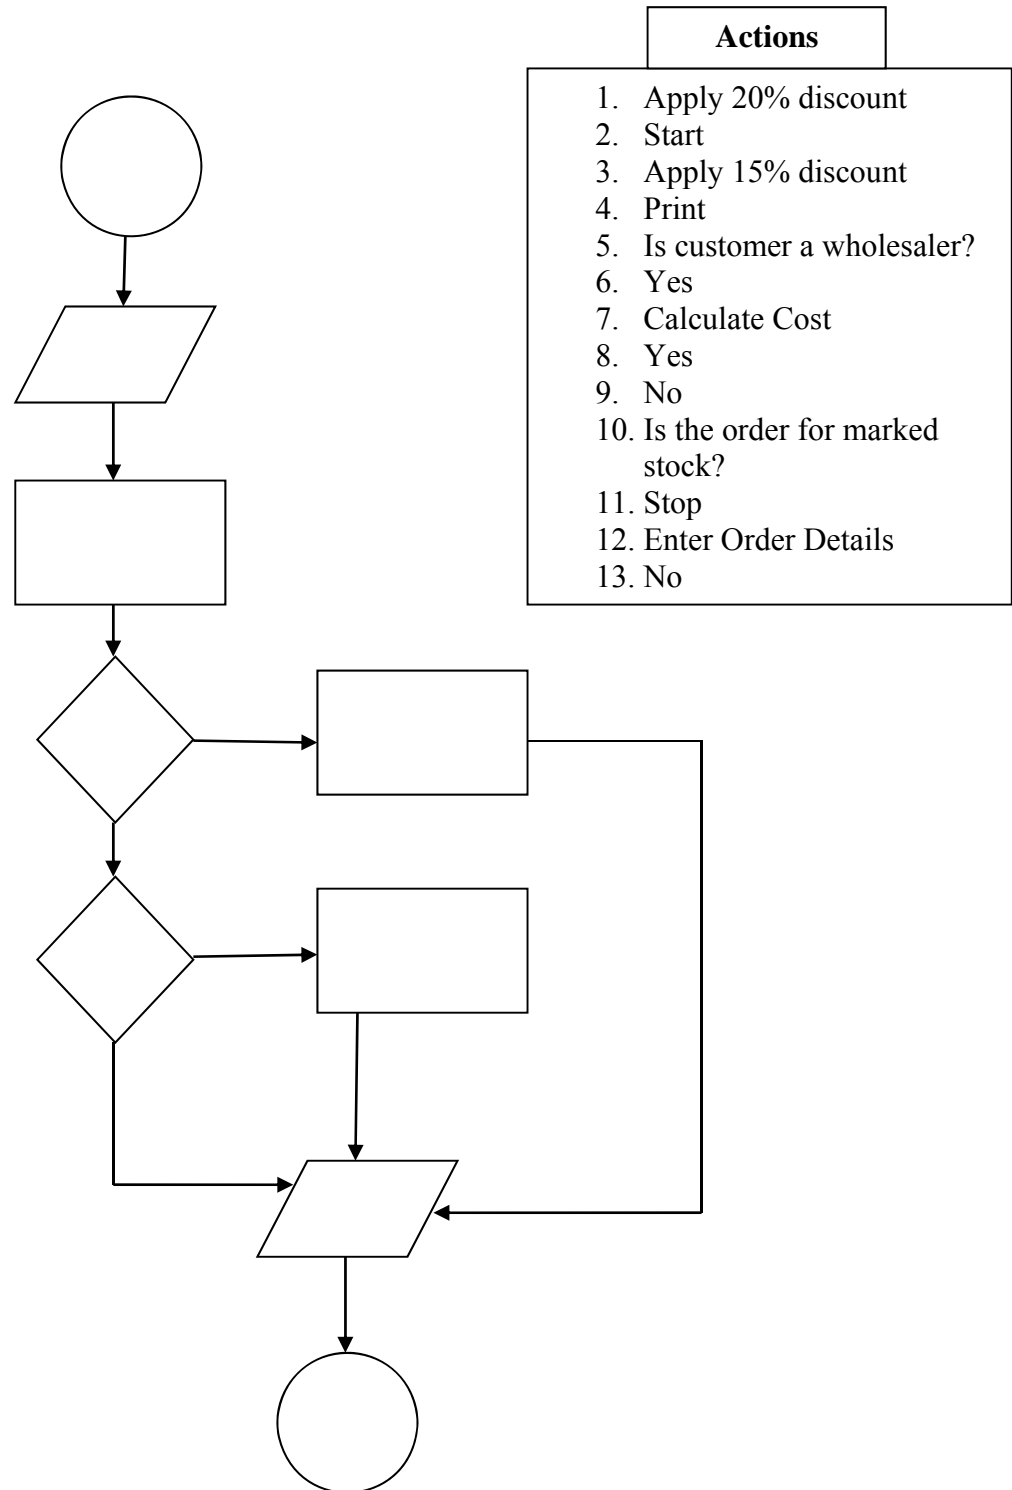 Actions
1. Apply 20% discount
2. Start
3. Apply 15% discount
4. Print
5. Is customer a wholesaler?
6. Yes
7. Calculate Cost
8. Yes
9. No
10. Is the order for marked
stock?
11. Stop
12. Enter Order Details
13. No